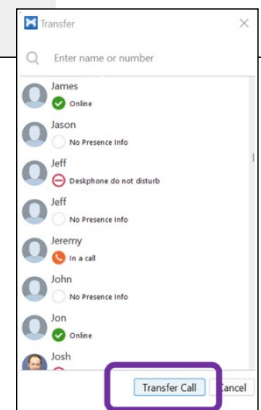 Transfer
Enter name or number
James
Online
Jason
No Presence Info
Jeff
Deskphone do not disturb
Jeff
No Presence Info
Jeremy
In a call
John
No Presence Info
Jon
Online
Josh
Transfer Call
Cancel